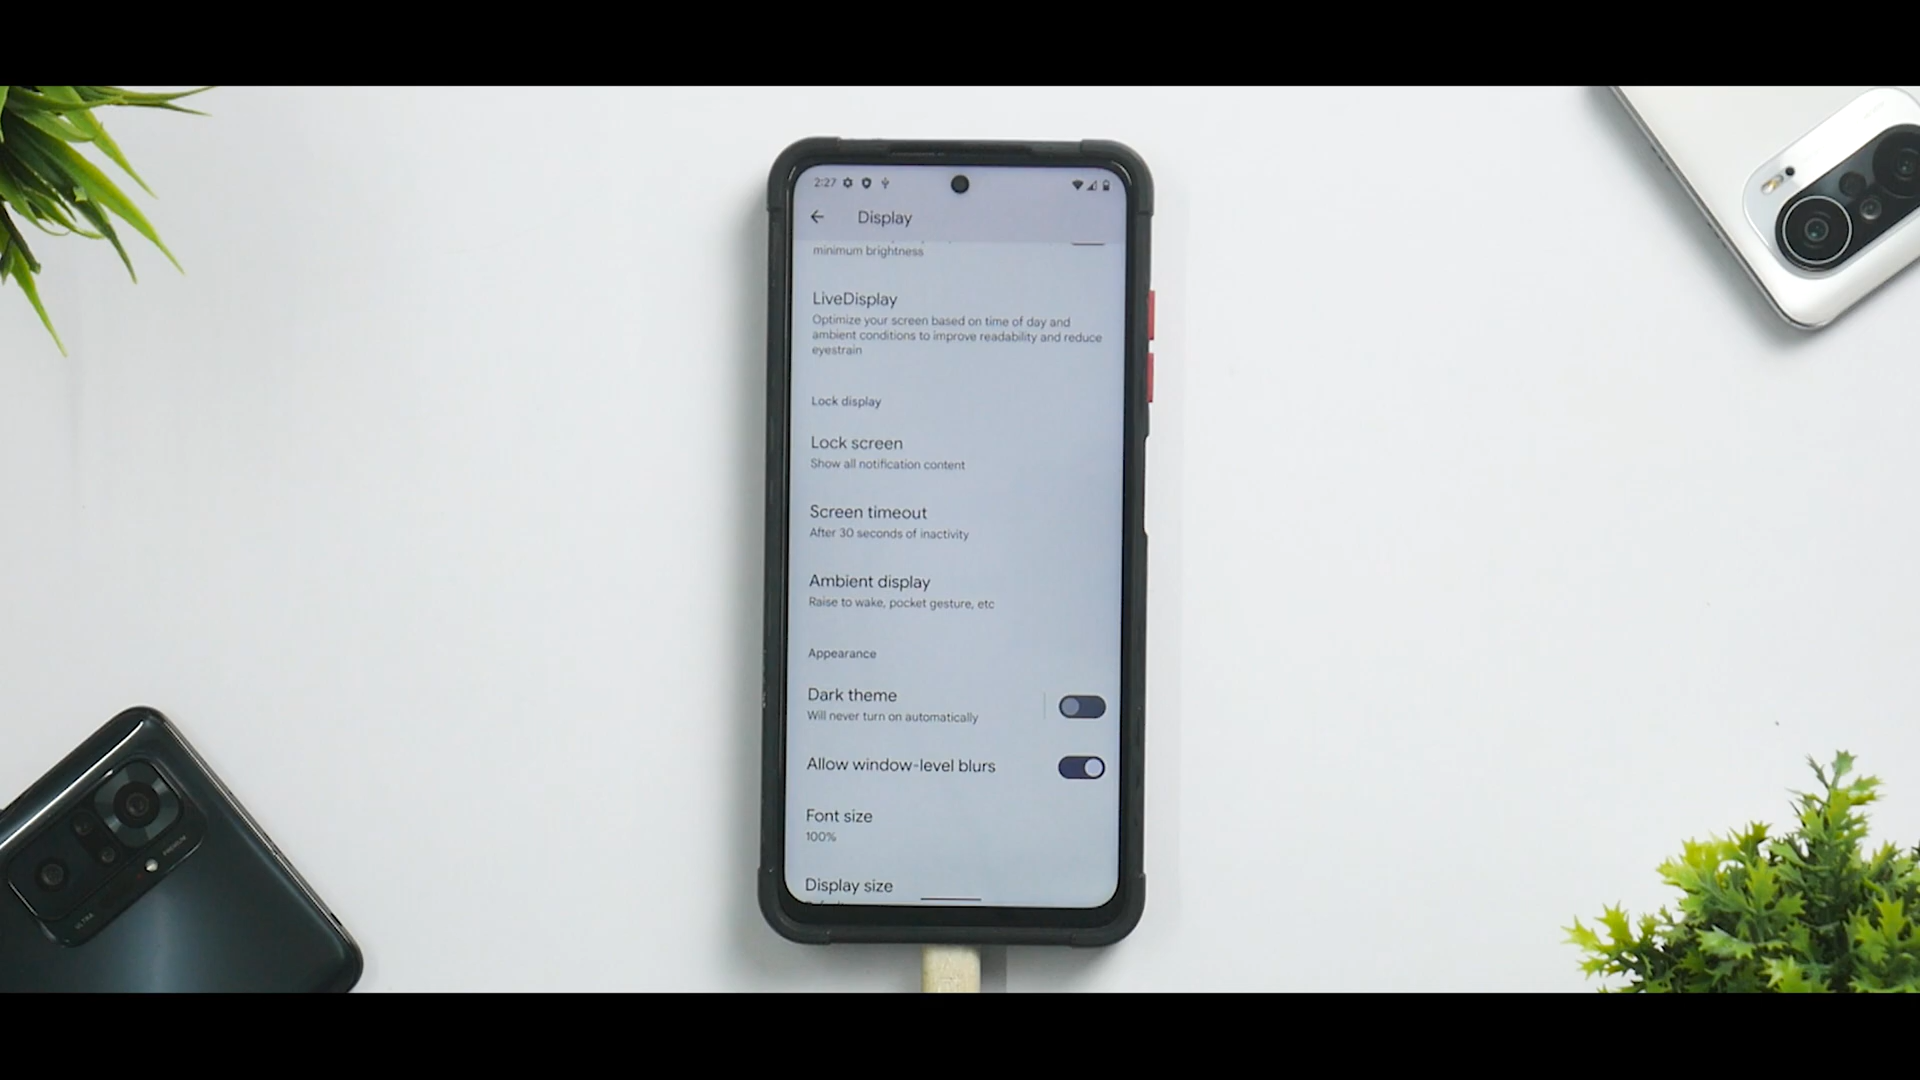 2:27
Display
minimum brightness
LiveDisplay
Optimize your screen based on time of day and
ambient conditions to improve readability and reduce
eyestrain
Lock display
Lock screen
Show all notification content
Screen timeout
After 30 seconds of inactivity
Ambient display
Raise to wake, pocket gesture, etc
Appearance
Dark theme
Will never turn on automatically
Allow window-level blurs
Font size
100%
Display size
ULTRA
PREMIUM